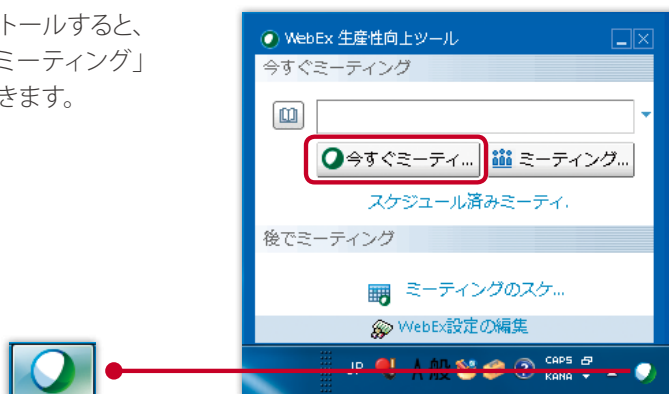 トールすると、
ミーティング」
きます。
WebEx 生産性向上ツール
今すぐミーティング
今すぐミーティ...
ミーティング...
スケジュール済みミーティ.
後でミーティング
ミーティングのスケ...
WebEx設定の編集
JP A 般 CAPS
KANA